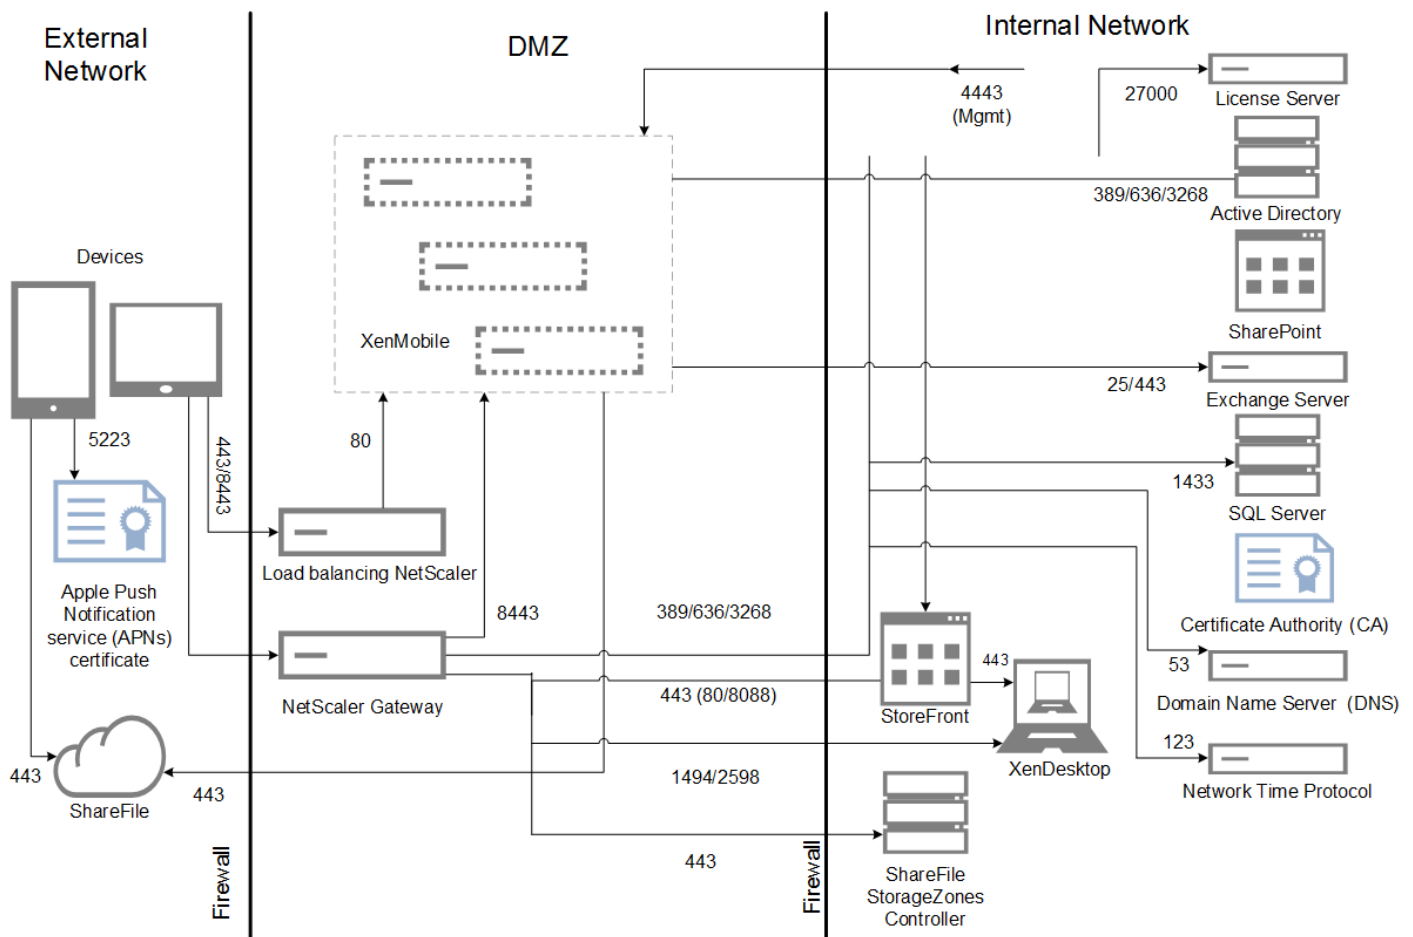 External
Network
DMZ
Internal Network
4443
(Mgmt)
27000
License Server
389/636/3268
Active Directory
Devices
XenMobile
SharePoint
25/443
Exchange Server
5223
443/8443
80
1433
SQL Server
Load balancing NetScaler
Apple Push
Notification
service (APNs)
certificate
8443
389/636/3268
Certificate Authority (CA)
443
53
NetScaler Gateway
443 (80/8088)
StoreFront
Domain Name Server (DNS)
123
443
443
1494/2598
XenDesktop
Network Time Protocol
ShareFile
443
ShareFile
StorageZones
Controller
Firewall
Firewall